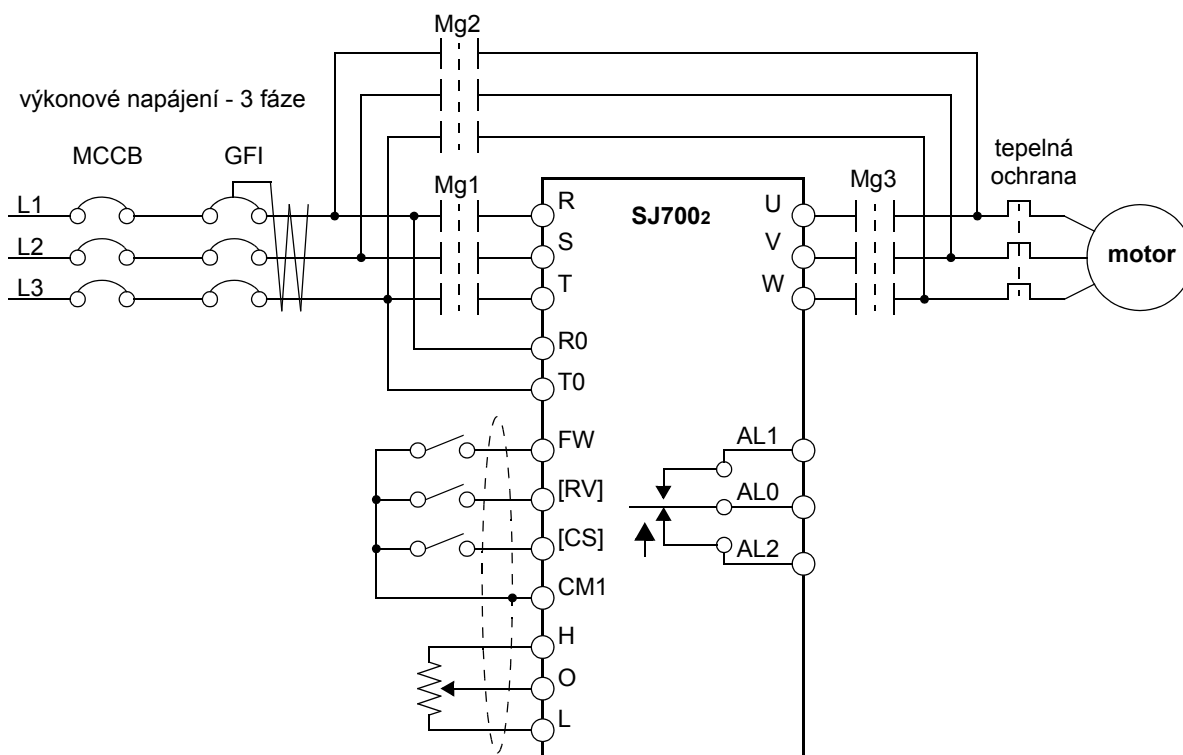 Mg2
výkonové napájení - 3 fáze
MCCB
GFI
Mg1
Mg3
tepelná
ochrana
L1
L2
L3
R
S
T
R0
T0
SJ7002
U
V
W
motor
FW
[RV]
[CS]
CM1
H
O
L
AL1
AL0
AL2